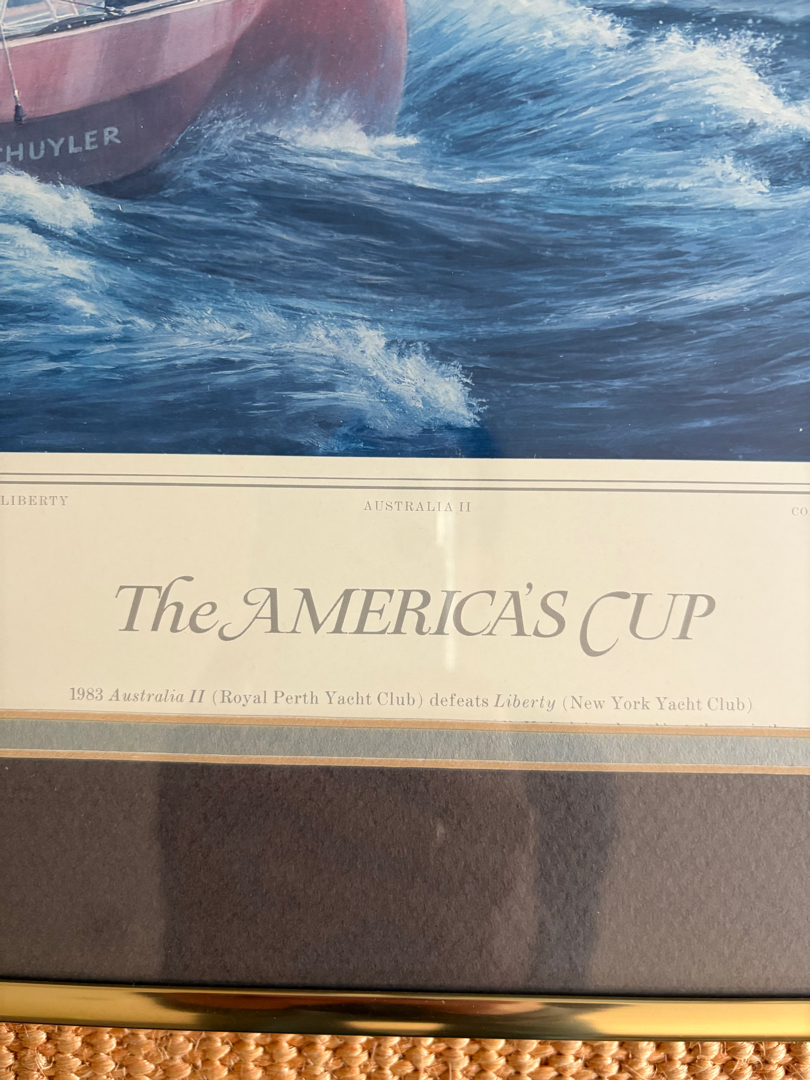 HUYLER
LIBERTY AUSTRALIA II CO
The AMERICA'S CUP
1983 Australia II (Royal Perth Yacht Club) defeats Liberty (New York Yacht Club)